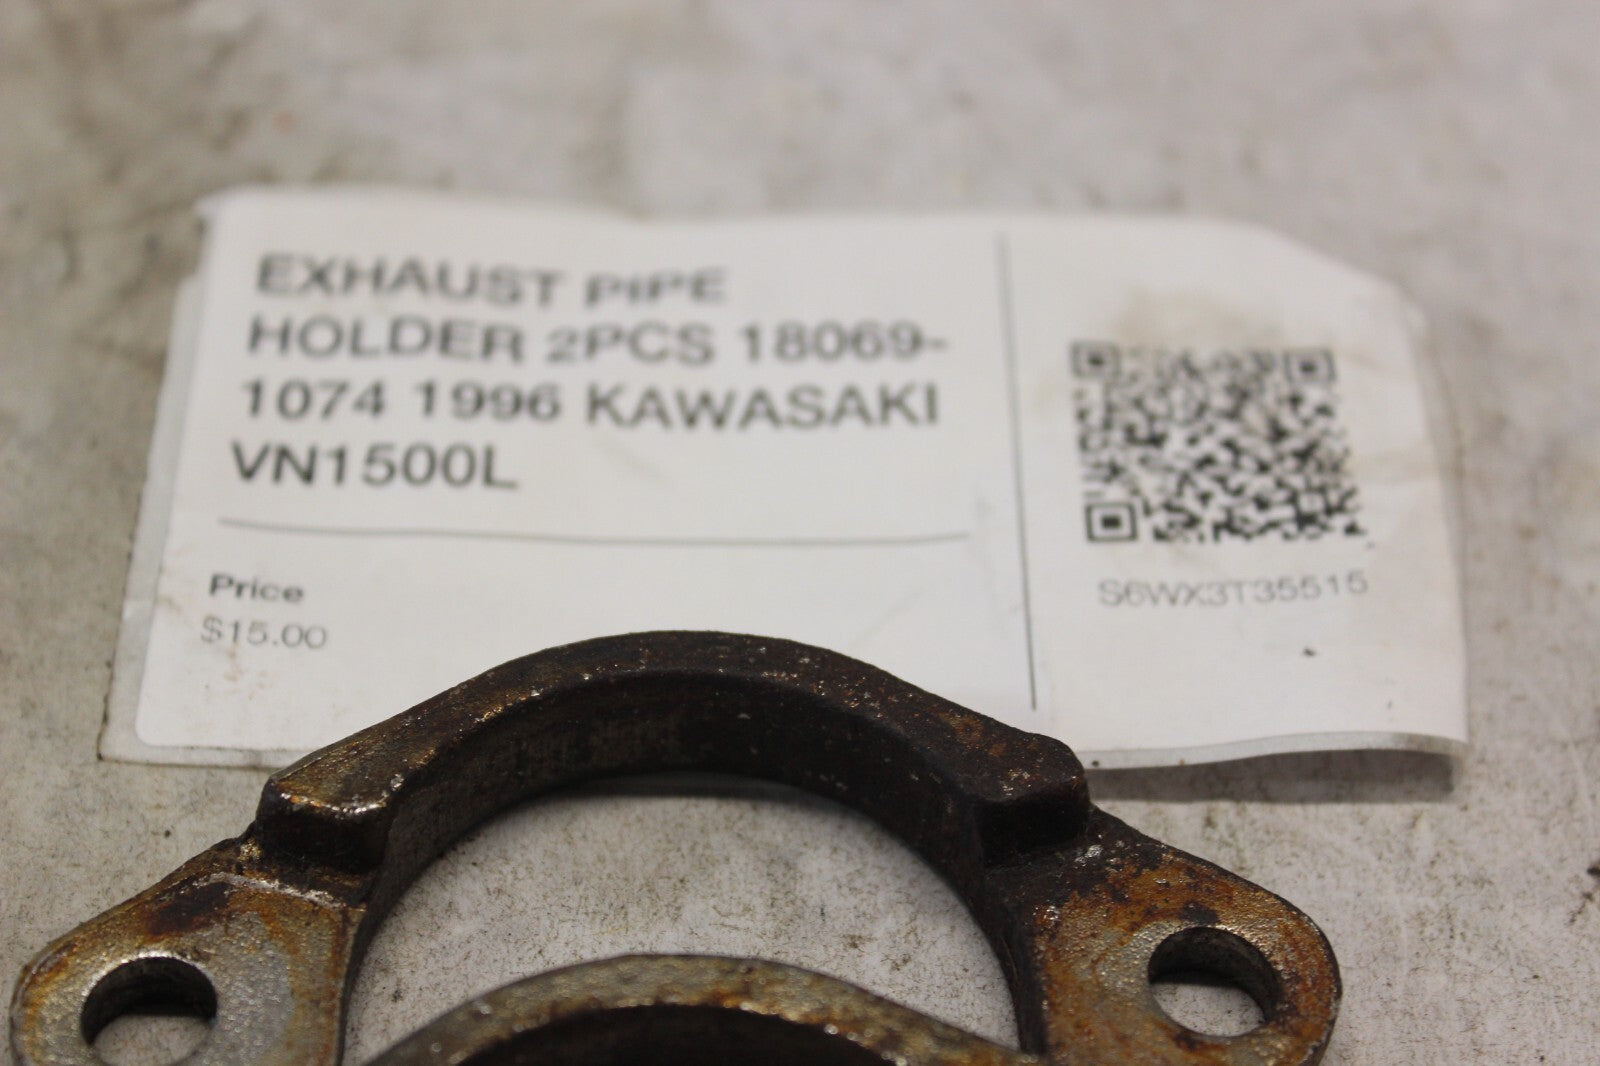 EXHAUST PIPE
HOLDER 2PCS 18069-
1074 1996 KAWASAKI
VN1500L
Price
$15.00
S6WX3T35515